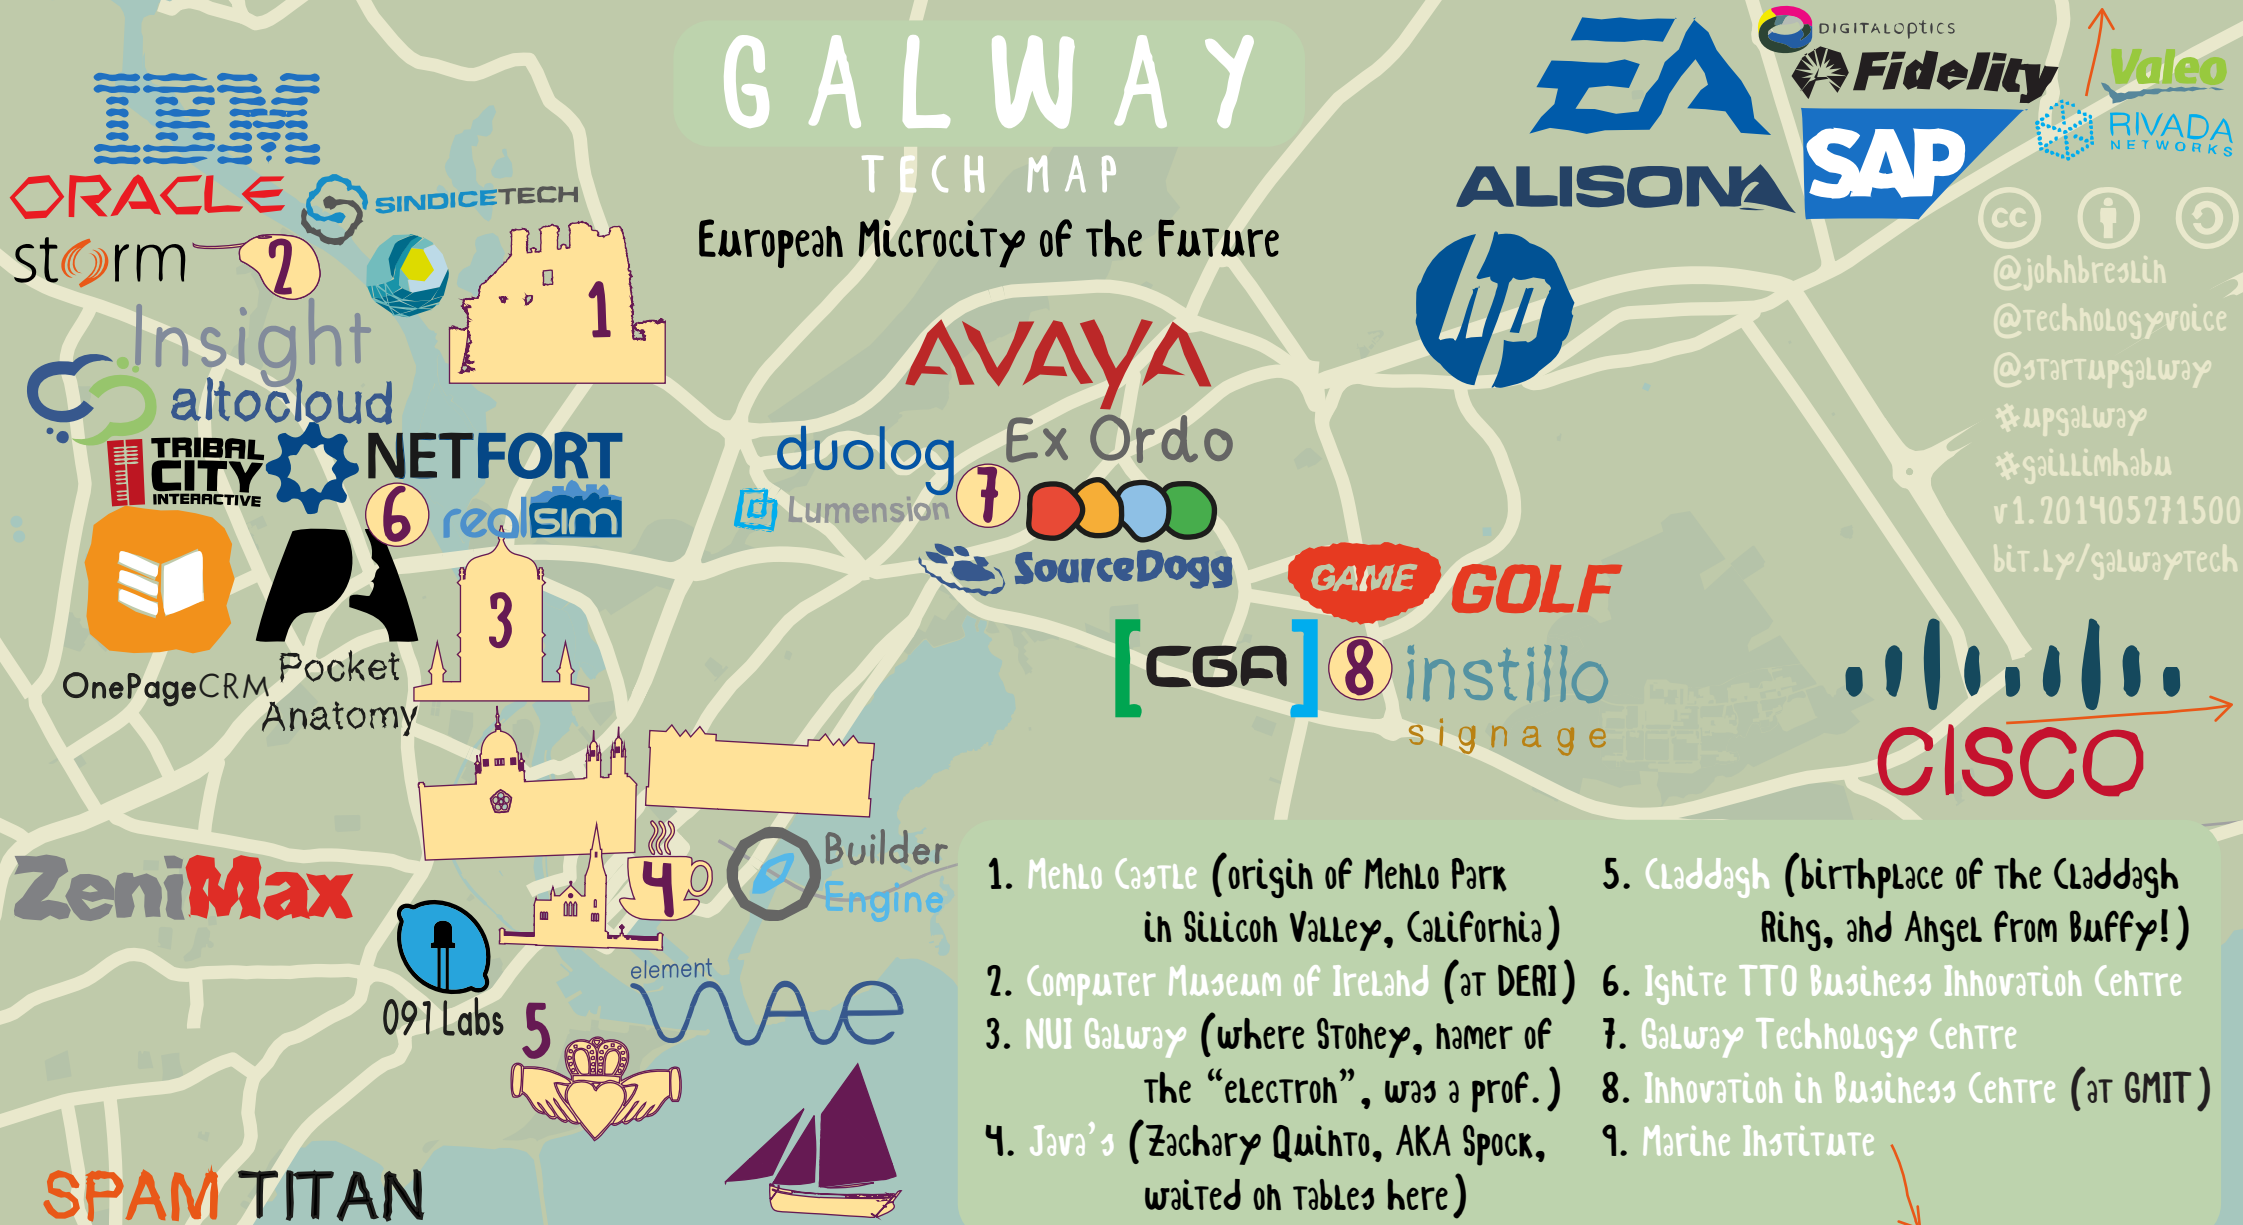 GALWAY
TECH MAP
European Microcity of the Future
IBM
ORACLE
SINDICETECH
storm
2
1
Insight
altocloud
TRIBAL
CITY
INTERACTIVE
NETFORT
6
realsim
OnePageCRM
Pocket
Anatomy
3
ZeniMax
4
Builder
Engine
091 Labs
element
wave
5
SPAM TITAN
AVAYA
duolog
Ex Ordo
Lumension
7
SourceDogg
GAME GOLF
[CGA]
8
instillo
signage
EA
DIGITALOPTICS
Fidelity
Valeo
SAP
RIVADA
NETWORKS
ALISON
hp
CISCO
cc
@johnbreslin
@technologyvoice
@startupgalway
#upgalway
#gaillimhabu
v1.201405271500
bit.ly/galwaytech
1. Menlo Castle (origin of Menlo Park
in Silicon Valley, California)
2. Computer Museum of Ireland (at DERI)
3. NUI Galway (where Stoney, namer of
the “electron”, was a prof.)
4. Java's (Zachary Quinto, AKA Spock,
waited on tables here)
5. Claddagh (birthplace of the Claddagh
Ring, and Angel from Buffy!)
6. Ignite TTO Business Innovation Centre
7. Galway Technology Centre
8. Innovation in Business Centre (at GMIT)
9. Marine Institute